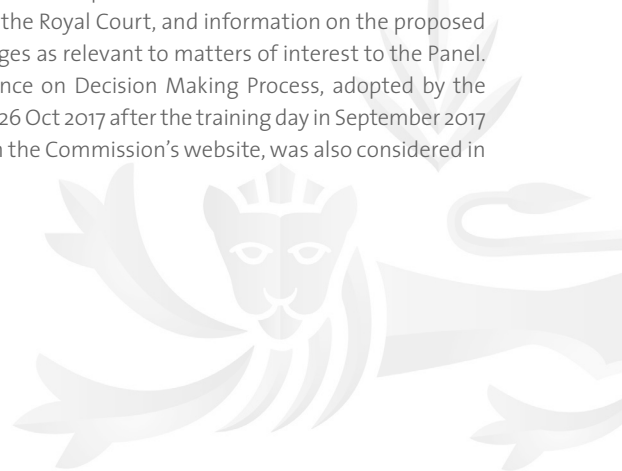 the Royal Court, and information on the proposed
ges as relevant to matters of interest to the Panel.
nce on Decision Making Process, adopted by the
26 Oct 2017 after the training day in September 2017
the Commission's website, was also considered in